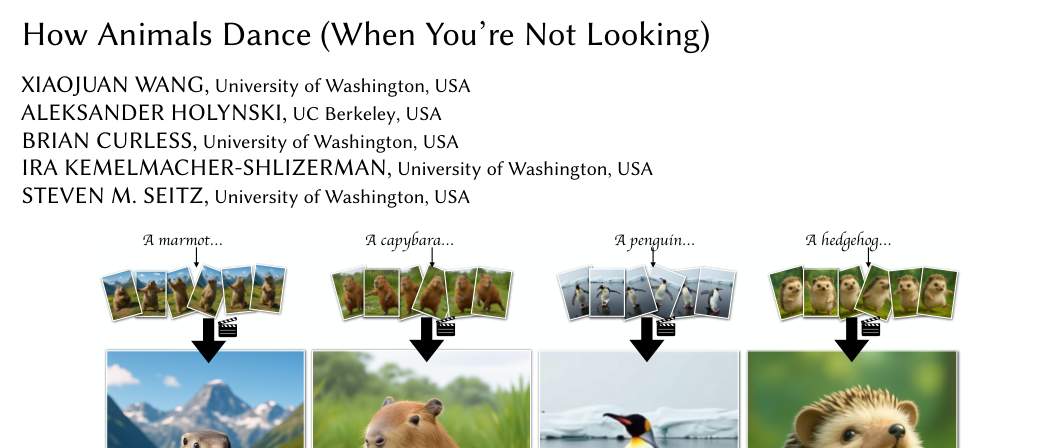 How Animals Dance (When You're Not Looking)
XIAOJUAN WANG, University of Washington, USA
ALEKSANDER HOLYNSKI, UC Berkeley, USA
BRIAN CURLESS, University of Washington, USA
IRA KEMELMACHER-SHLIZERMAN, University of Washington, USA
STEVEN M. SEITZ, University of Washington, USA
A marmot... A capybara... A penguin... A hedgehog...